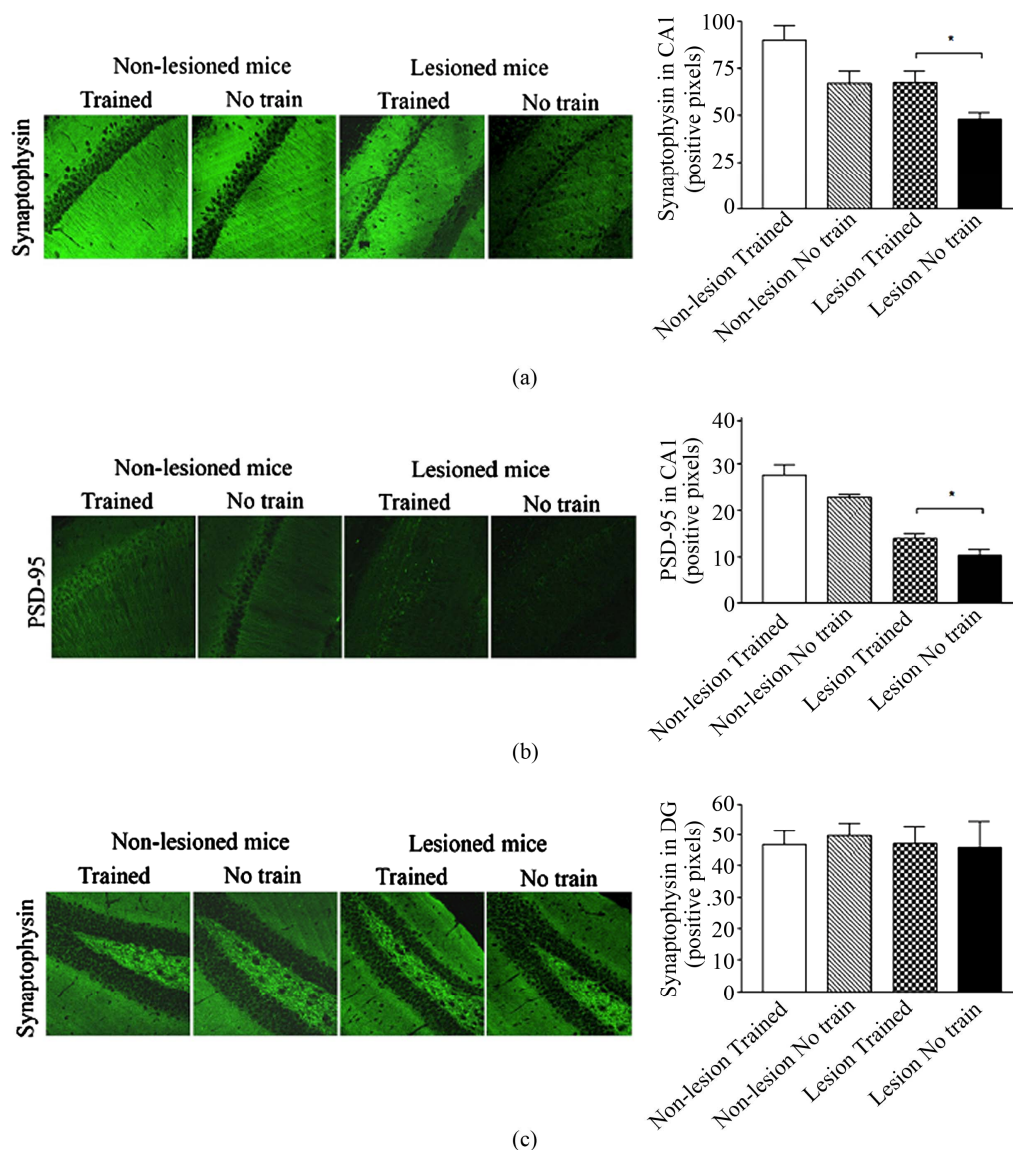 Non-lesioned mice Lesioned mice
Trained No train Trained No train
Synaptophysin
Synaptophysin in CA1
(positive pixels)
100
75
50
25
0
*
Non-lesion Trained
Non-lesion No train
Lesion Trained
Lesion No train
(a)
Non-lesioned mice Lesioned mice
Trained No train Trained No train
PSD-95
PSD-95 in CA1
(positive pixels)
40
30
20
10
0
*
Non-lesion Trained
Non-lesion No train
Lesion Trained
Lesion No train
(b)
Non-lesioned mice Lesioned mice
Trained No train Trained No train
Synaptophysin
Synaptophysin in DG
(positive pixels)
60
50
40
30
20
10
0
Non-lesion Trained
Non-lesion No train
Lesion Trained
Lesion No train
(c)